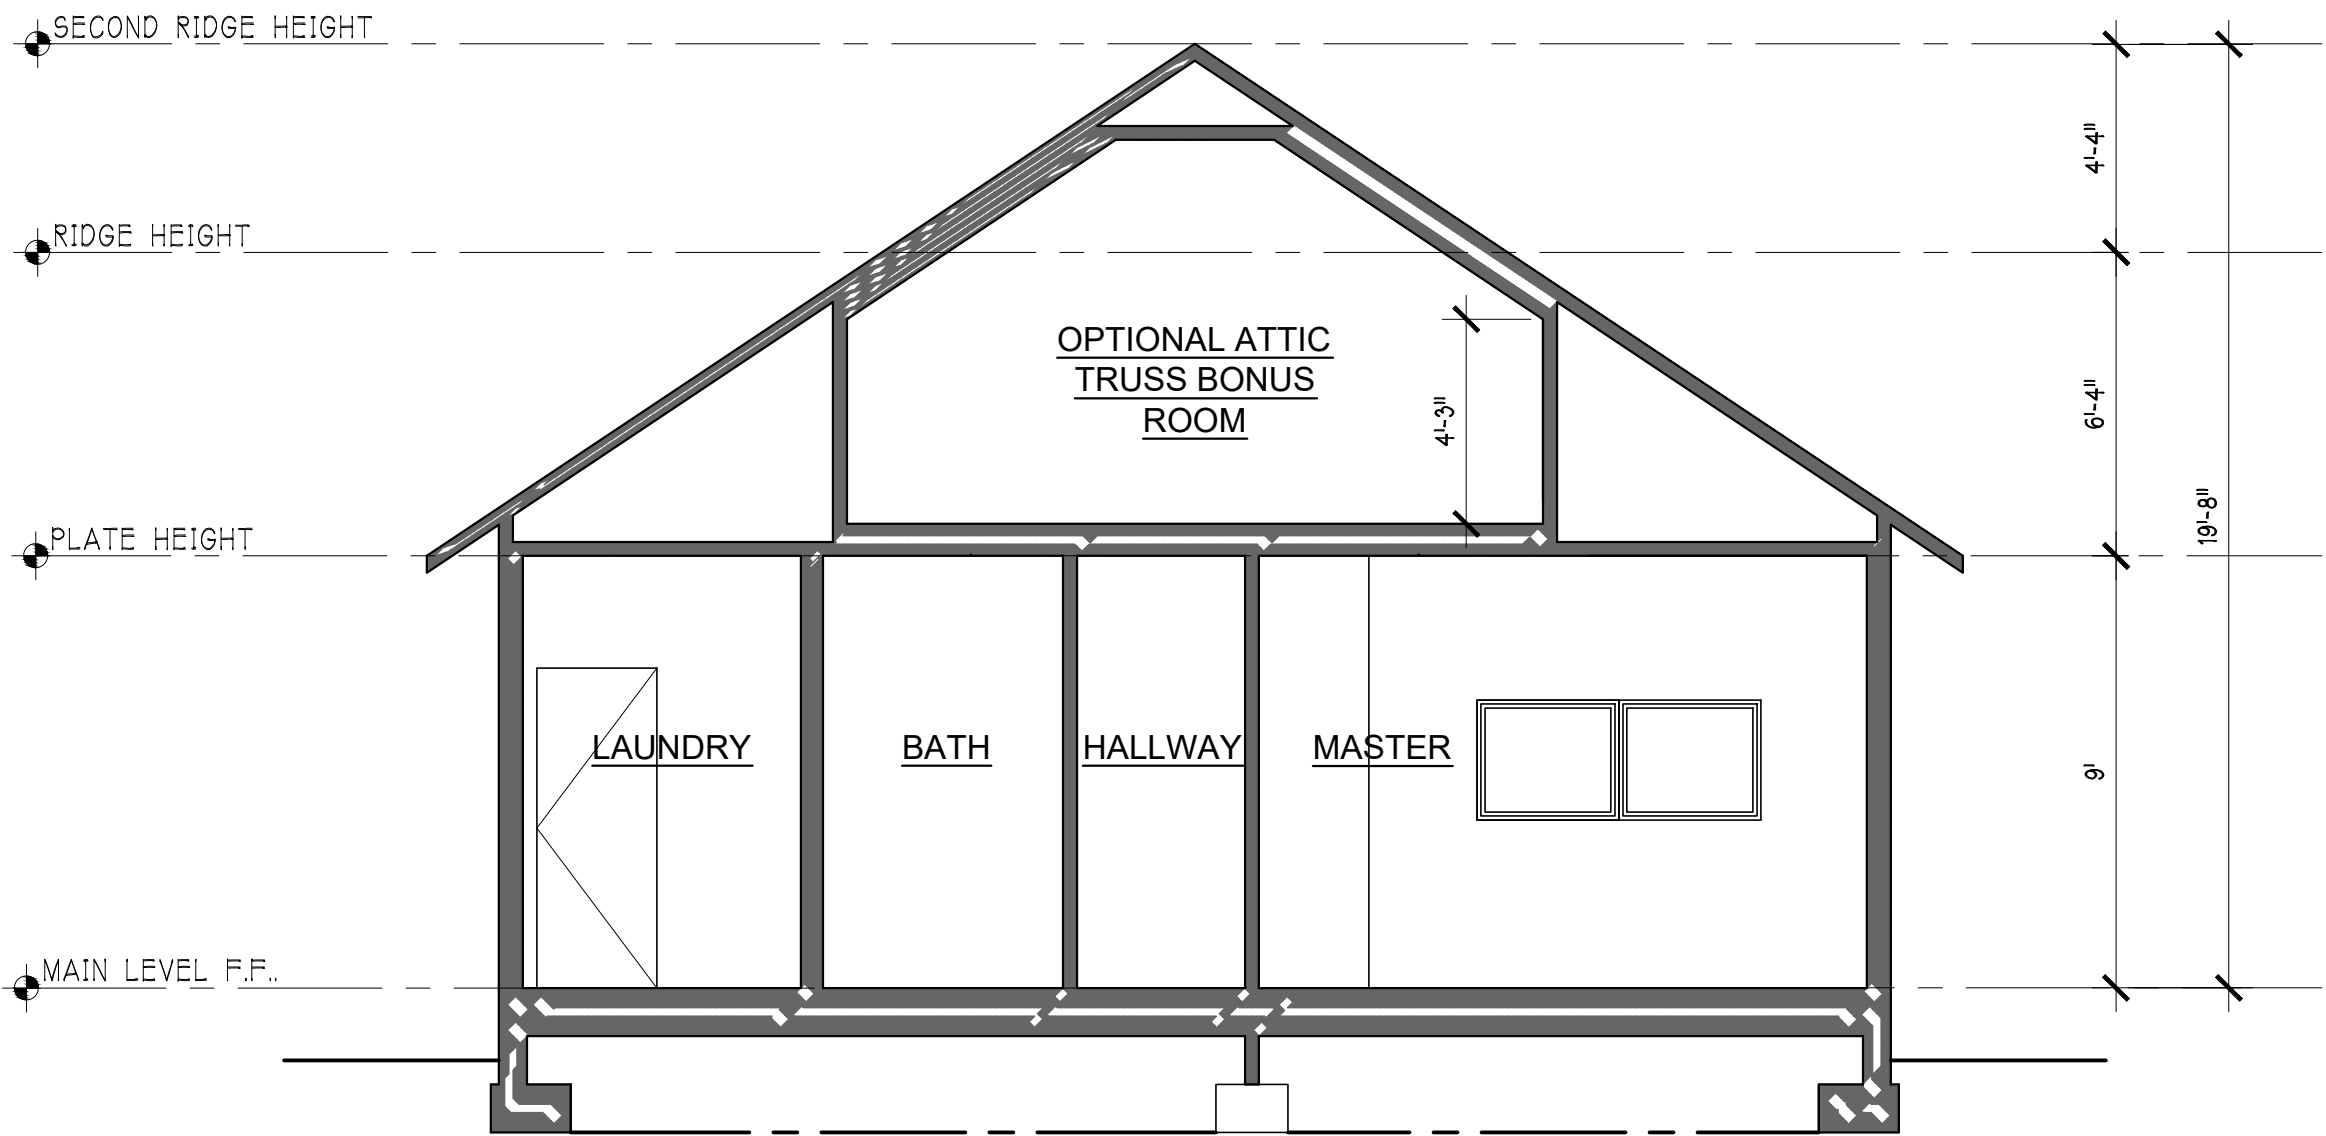 SECOND RIDGE HEIGHT
4'-4"
RIDGE HEIGHT
OPTIONAL ATTIC
TRUSS BONUS
ROOM
4'-3"
6'-4"
19'-8"
PLATE HEIGHT
LAUNDRY
BATH
HALLWAY
MASTER
9'
MAIN LEVEL F.F..